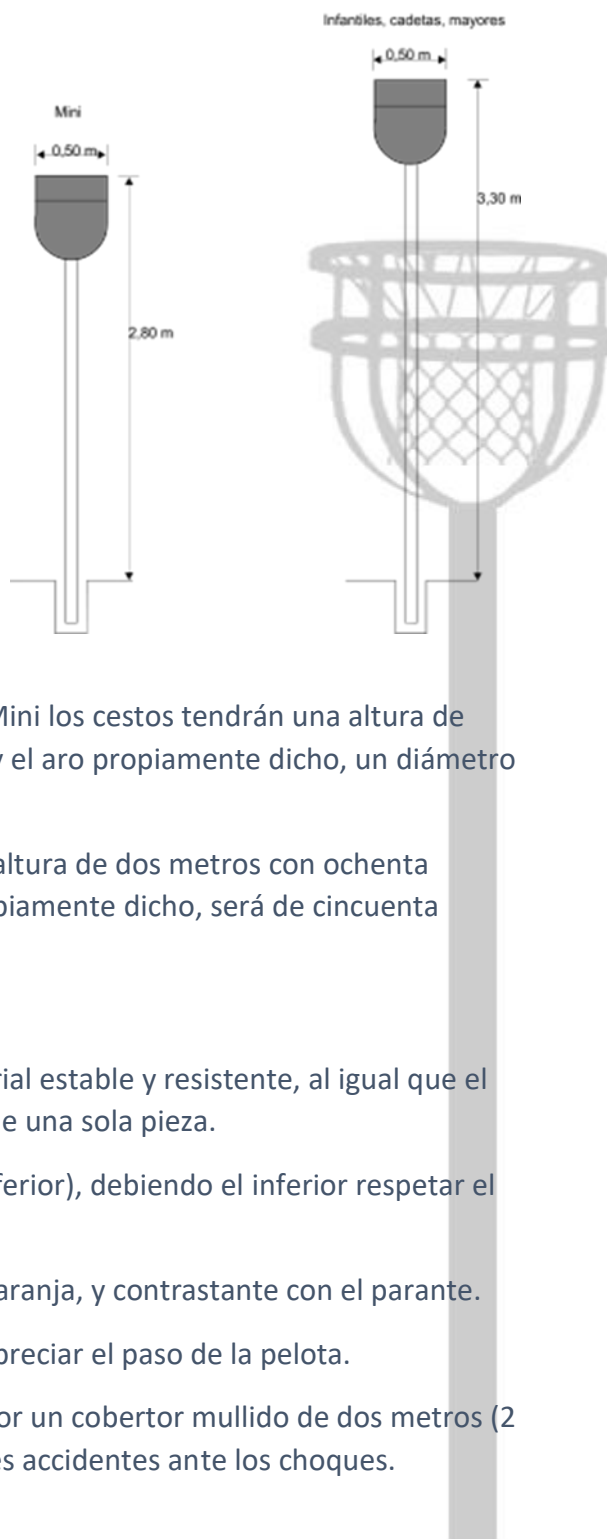 Infantiles, cadetas, mayores
0,50 m
Mini
0,50 m
3,30 m
2,80 m
Mini los cestos tendrán una altura de
y el aro propiamente dicho, un diámetro
altura de dos metros con ochenta
piamente dicho, será de cincuenta
rial estable y resistente, al igual que el
e una sola pieza.
ferior), debiendo el inferior respetar el
aranja, y contrastante con el parante.
preciar el paso de la pelota.
or un cobertor mullido de dos metros (2
es accidentes ante los choques.